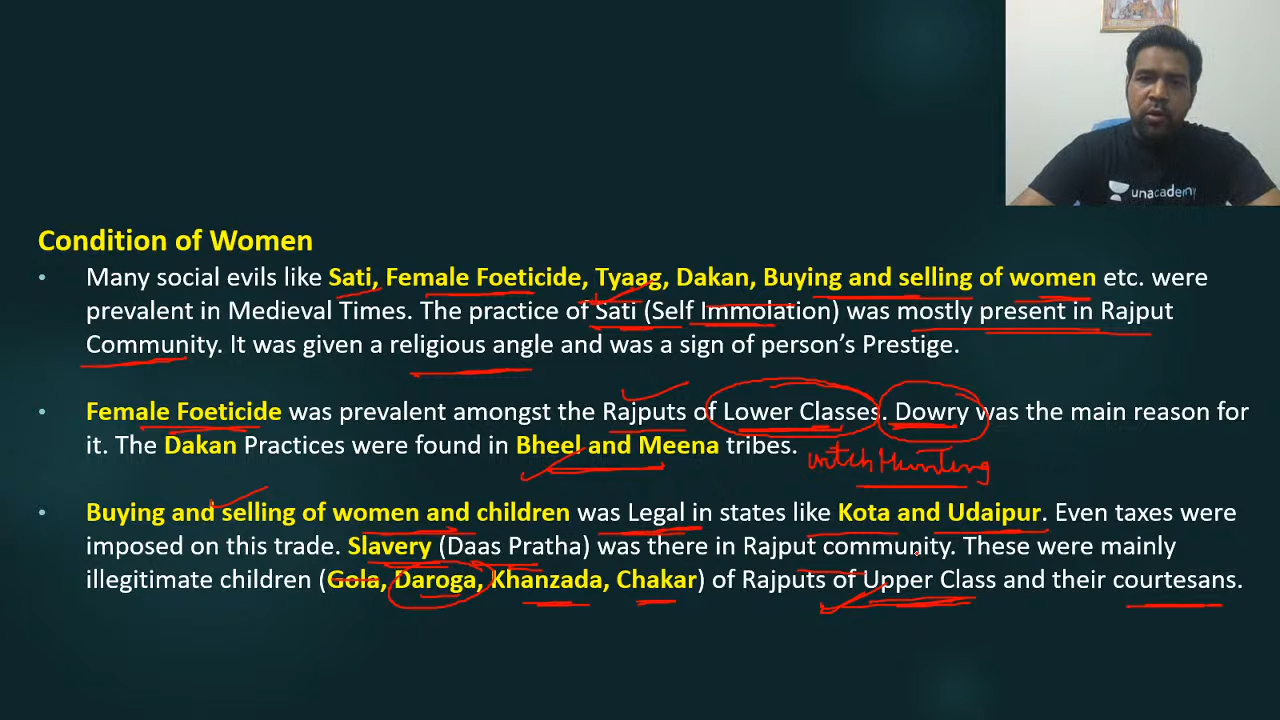 unacademy
Condition of Women
• Many social evils like Sati, Female Foeticide, Tyaag, Dakan, Buying and selling of women etc. were
prevalent in Medieval Times. The practice of Sati (Self Immolation) was mostly present in Rajput
Community. It was given a religious angle and was a sign of person's Prestige.
• Female Foeticide was prevalent amongst the Rajputs of Lower Classes. Dowry was the main reason for
it. The Dakan Practices were found in Bheel and Meena tribes.
witch Hunting
• Buying and selling of women and children was Legal in states like Kota and Udaipur. Even taxes were
imposed on this trade. Slavery (Daas Pratha) was there in Rajput community. These were mainly
illegitimate children (Gola, Daroga, Khanzada, Chakar) of Rajputs of Upper Class and their courtesans.